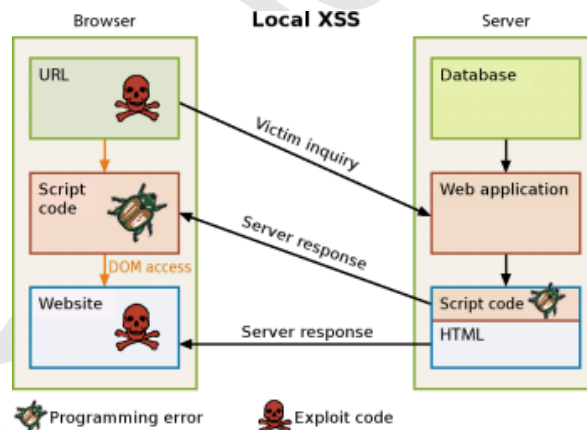 Browser
Local XSS
Server
URL
Database
Victim inquiry
Script
code
Web application
Server response
DOM access
Website
Script code
Server response
HTML
Programming error
Exploit code